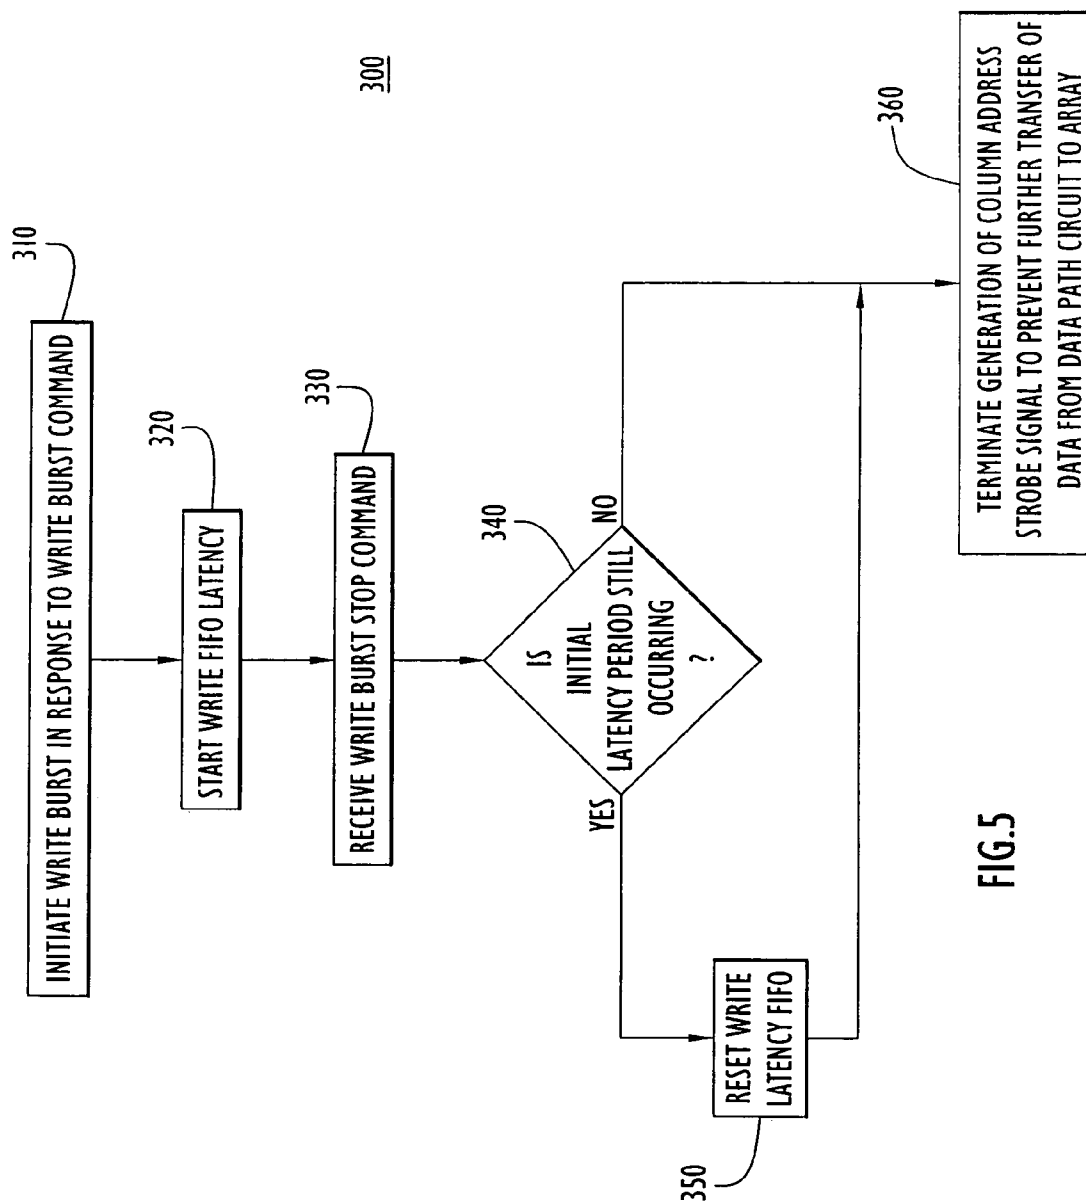 300
310
INITIATE WRITE BURST IN RESPONSE TO WRITE BURST COMMAND
320
START WRITE FIFO LATENCY
330
RECEIVE WRITE BURST STOP COMMAND
340
IS
INITIAL
LATENCY PERIOD STILL
OCCURRING
?
YES
NO
350
RESET WRITE
LATENCY FIFO
360
TERMINATE GENERATION OF COLUMN ADDRESS
STROBE SIGNAL TO PREVENT FURTHER TRANSFER OF
DATA FROM DATA PATH CIRCUIT TO ARRAY
FIG.5